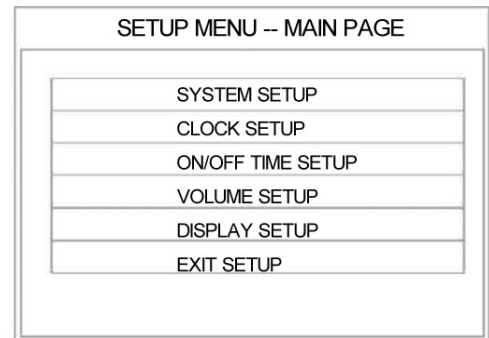 SETUP MENU -- MAIN PAGE
SYSTEM SETUP
CLOCK SETUP
ON/OFF TIME SETUP
VOLUME SETUP
DISPLAY SETUP
EXIT SETUP